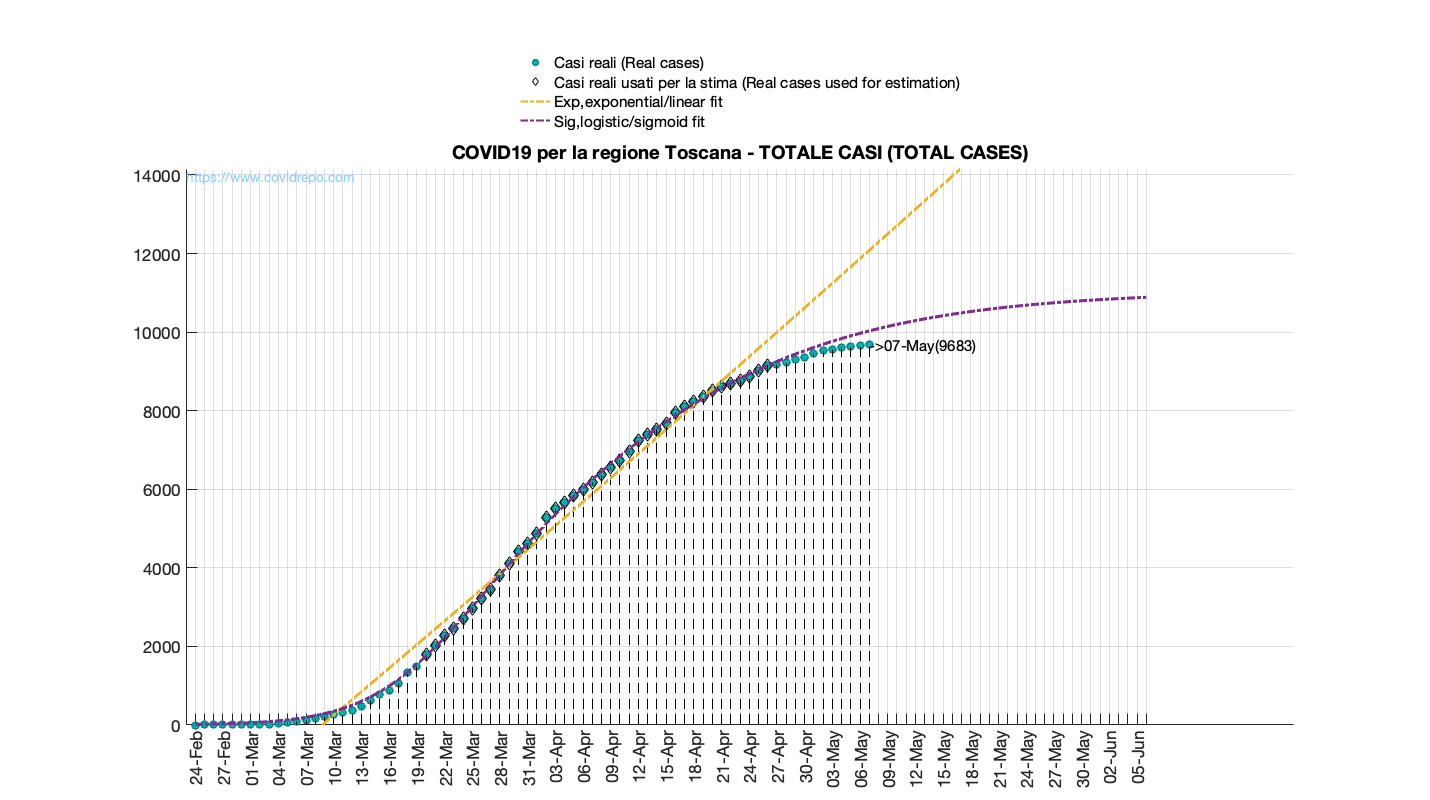 Casi reali (Real cases)
Casi reali usati per la stima (Real cases used for estimation)
Exp,exponential/linear fit
Sig,logistic/sigmoid fit
COVID19 per la regione Toscana - TOTALE CASI (TOTAL CASES)
https://www.covidrepo.com
14000
12000
10000
8000
6000
4000
2000
0
->07-May(9683)
24-Feb
27-Feb
01-Mar
04-Mar
07-Mar
10-Mar
13-Mar
16-Mar
19-Mar
22-Mar
25-Mar
28-Mar
31-Mar
03-Apr
06-Apr
09-Apr
12-Apr
15-Apr
18-Apr
21-Apr
24-Apr
27-Apr
30-Apr
03-May
06-May
09-May
12-May
15-May
18-May
21-May
24-May
27-May
30-May
02-Jun
05-Jun